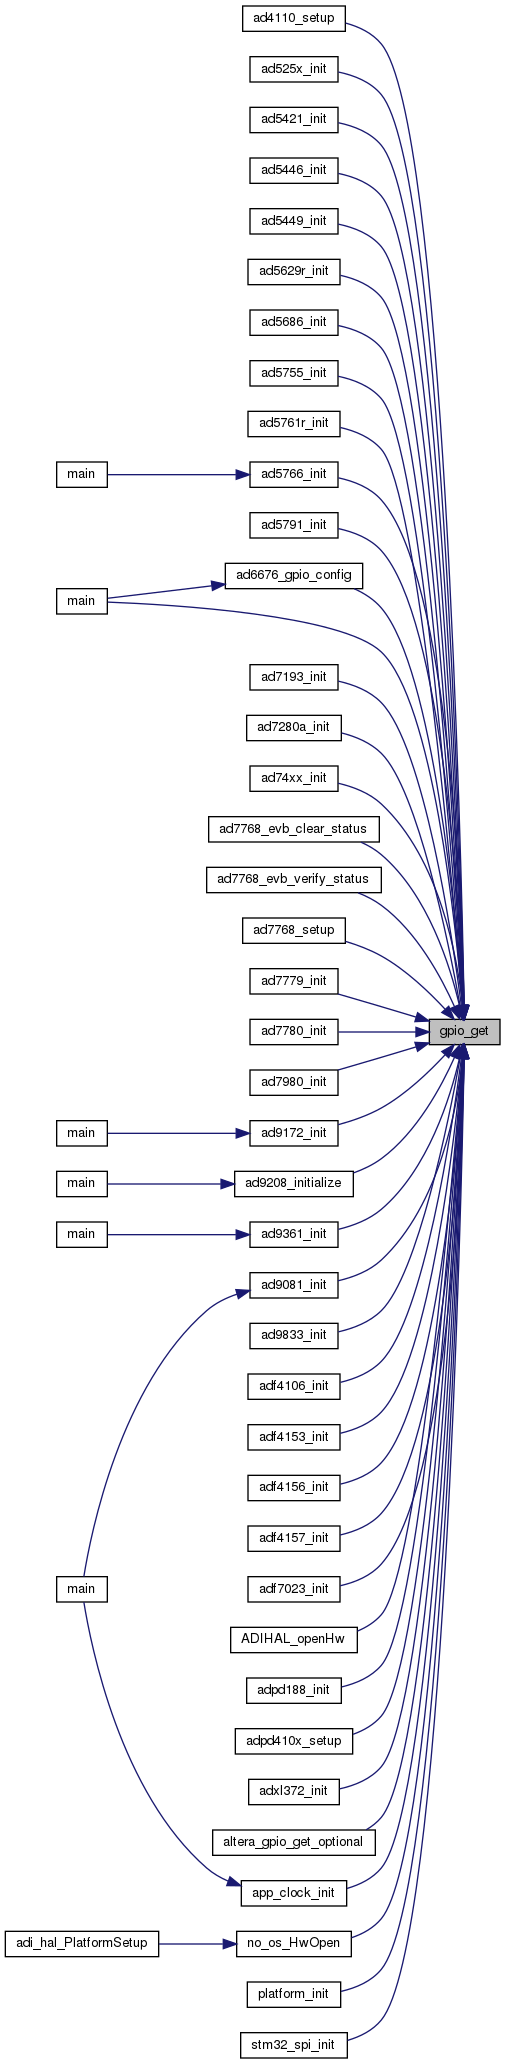 ad4110_setup
ad525x_init
ad5421_init
ad5446_init
ad5449_init
ad5629r_init
ad5686_init
ad5755_init
ad5761r_init
main
ad5766_init
ad5791_init
ad6676_gpio_config
main
ad7193_init
ad7280a_init
ad74xx_init
ad7768_evb_clear_status
ad7768_evb_verify_status
ad7768_setup
ad7779_init
ad7780_init
gpio_get
ad7980_init
main
ad9172_init
main
ad9208_initialize
main
ad9361_init
ad9081_init
ad9833_init
adf4106_init
adf4153_init
adf4156_init
adf4157_init
main
adf7023_init
ADIHAL_openHw
adpd188_init
adpd410x_setup
adxl372_init
altera_gpio_get_optional
app_clock_init
adi_hal_PlatformSetup
no_os_HwOpen
platform_init
stm32_spi_init